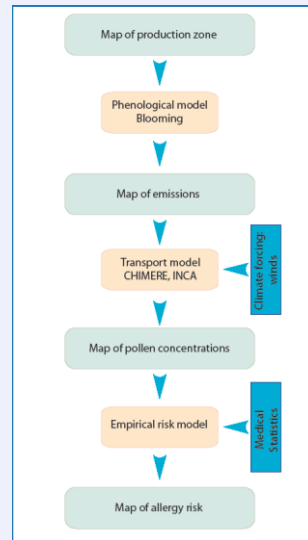 Map of production zone
Phenological model
Blooming
Map of emissions
Transport model
CHIMERE, INCA
Climate forcing:
winds
Map of pollen concentrations
Empirical risk model
Medical
Statistics
Map of allergy risk